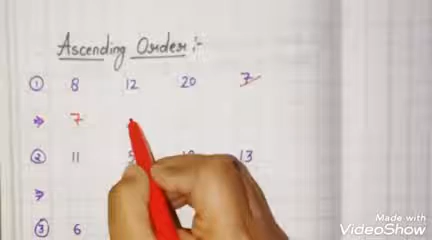 Ascending Order :-
① 8 12 20 7
⇒ 7
② 11 13
⇒
③ 6
Made with
VideoShow